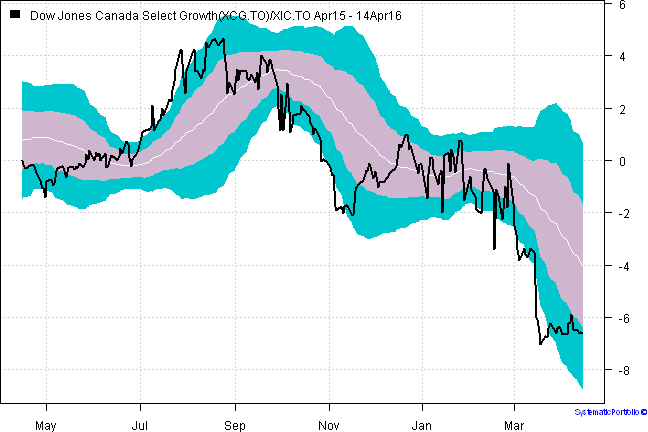 Dow Jones Canada Select Growth(XCG.TO)/XIC.TO Apr15 - 14Apr16
6
4
2
0
-2
-4
-6
-8
May Jul Sep Nov Jan Mar
SystematicPortfolio ©